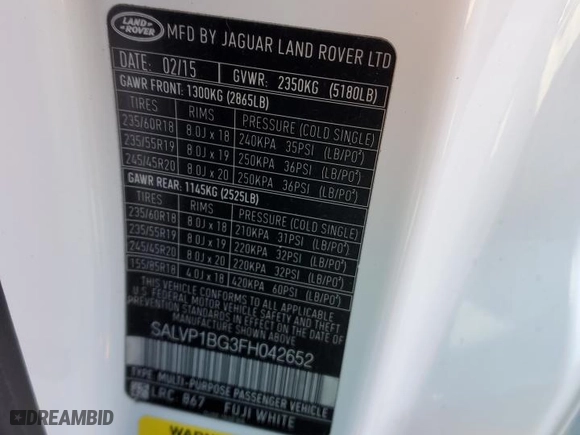 LAND ROVER
MFD BY JAGUAR LAND ROVER LTD
DATE: 02/15 GVWR: 2350KG (5180LB)
GAWR FRONT: 1300KG (2865LB)
TIRES RIMS PRESSURE (COLD SINGLE)
235/60R18 8.0J x 18 240KPA 35PSI (LB/PO²)
235/55R19 8.0J x 19 250KPA 36PSI (LB/PO²)
245/45R20 8.0J x 20 250KPA 36PSI (LB/PO²)
GAWR REAR: 1145KG (2525LB)
TIRES RIMS PRESSURE (COLD SINGLE)
235/60R18 8.0J x 18 210KPA 31PSI (LB/PO²)
235/55R19 8.0J x 19 220KPA 32PSI (LB/PO²)
245/45R20 8.0J x 20 220KPA 32PSI (LB/PO²)
155/85R18 4.0J x 18 420KPA 60PSI (LB/PO²)
THIS VEHICLE CONFORMS TO ALL APPLICABLE
U.S. FEDERAL MOTOR VEHICLE SAFETY AND
THEFT PREVENTION STANDARDS IN EFFECT ON THE DATE OF
MANUFACTURE SHOWN ABOVE.
SALVP1BG3FH042652
TYPE: MULTI-PURPOSE PASSENGER VEHICLE
LRC: 867 FUJI WHITE
DREAMBID